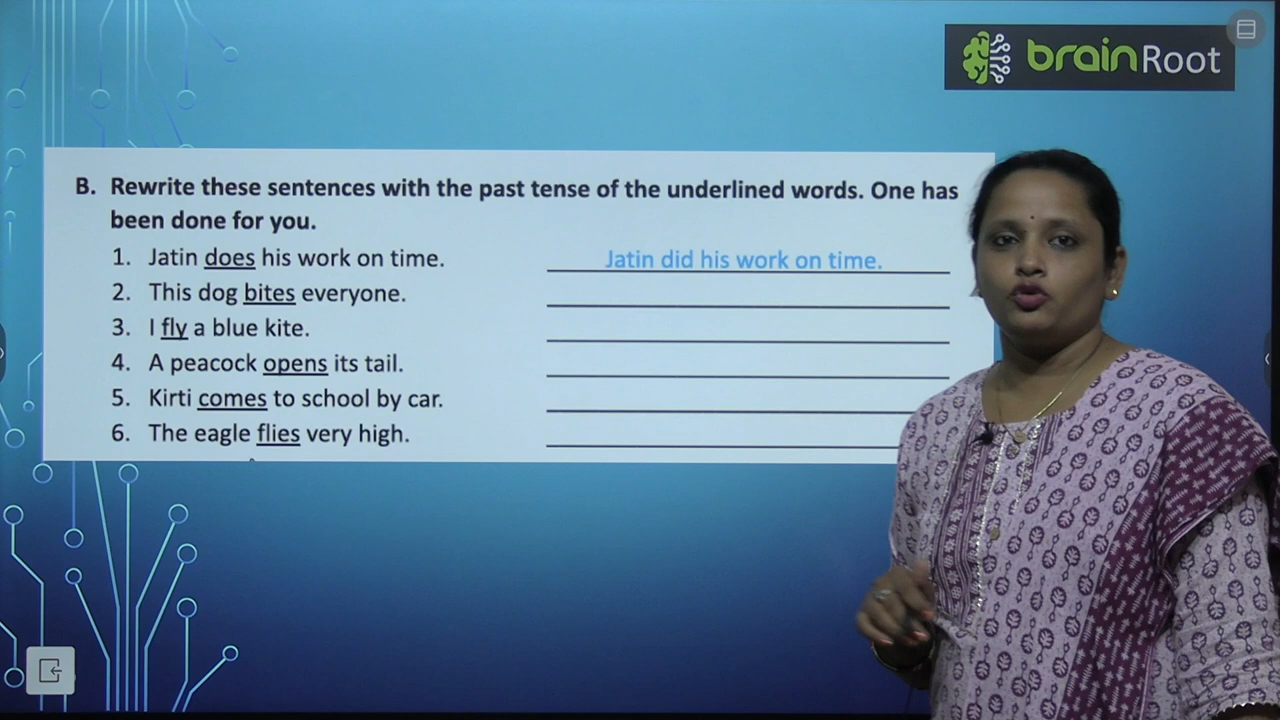 brainRoot
B. Rewrite these sentences with the past tense of the underlined words. One has
been done for you.
1. Jatin does his work on time. Jatin did his work on time.
2. This dog bites everyone.
3. I fly a blue kite.
4. A peacock opens its tail.
5. Kirti comes to school by car.
6. The eagle flies very high.